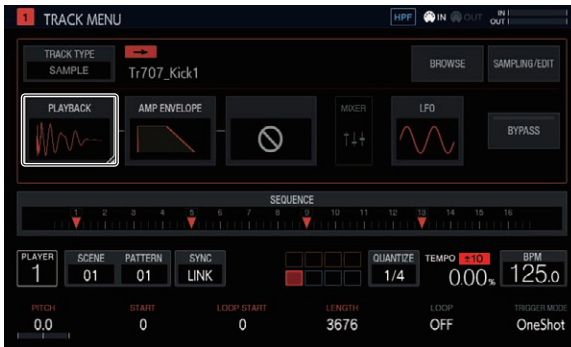 1 TRACK MENU HPF IN OUT IN OUT
TRACK TYPE
SAMPLE
Tr707_Kick1
BROWSE
SAMPLING/EDIT
PLAYBACK
AMP ENVELOPE
MIXER
LFO
BYPASS
SEQUENCE
1 2 3 4 5 6 7 8 9 10 11 12 13 14 15 16
PLAYER
1
SCENE
01
PATTERN
01
SYNC
LINK
QUANTIZE
1/4
TEMPO ±10
0.00%
BPM
125.0
PITCH
0.0
START
0
LOOP START
0
LENGTH
3676
LOOP
OFF
TRIGGER MODE
OneShot